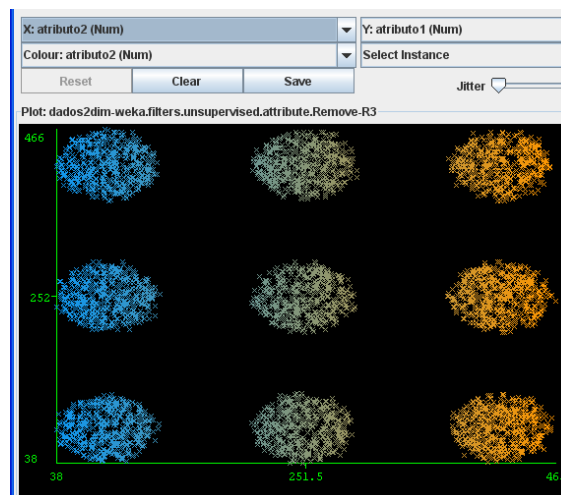 X: atributo2 (Num) Y: atributo1 (Num)
Colour: atributo2 (Num) Select Instance
Reset Clear Save Jitter
Plot: dados2dim-weka.filters.unsupervised.attribute.Remove-R3
466
252
38
38 251.5